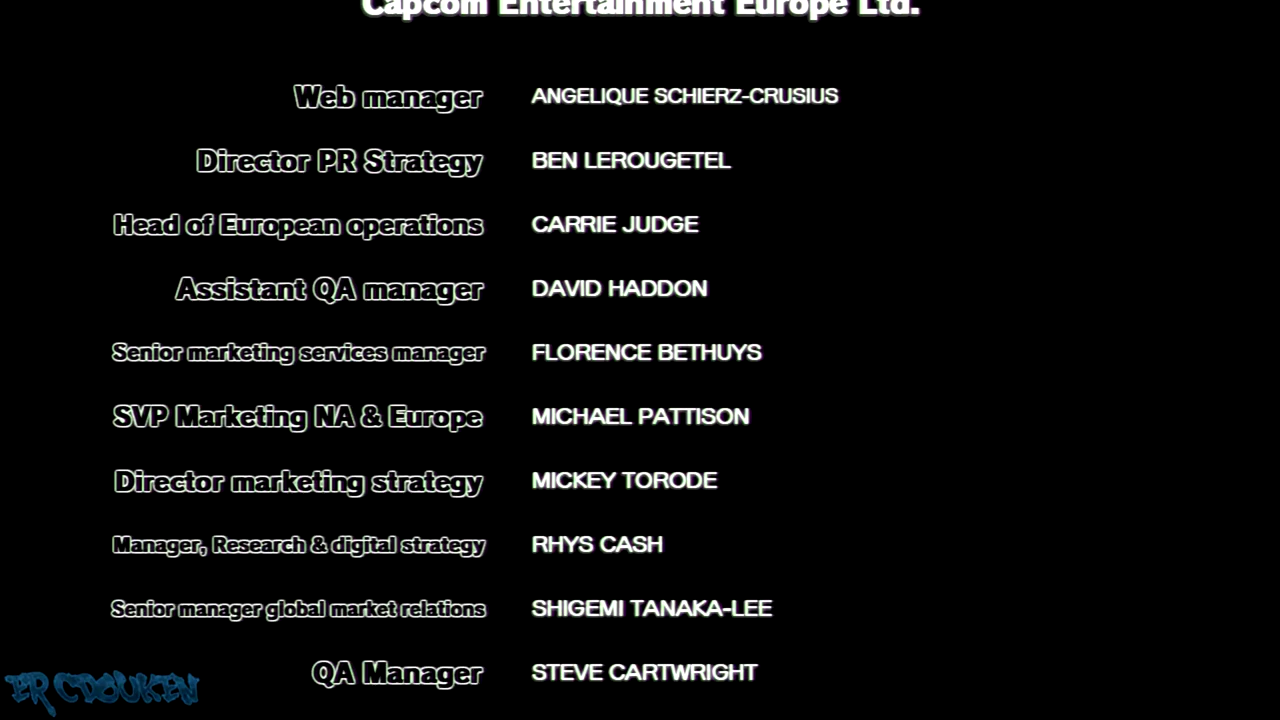 Capcom Entertainment Europe Ltd.
Web manager ANGELIQUE SCHIERZ-CRUSIUS
Director PR Strategy BEN LEROUGETEL
Head of European operations CARRIE JUDGE
Assistant QA manager DAVID HADDON
Senior marketing services manager FLORENCE BETHUYS
SVP Marketing NA & Europe MICHAEL PATTISON
Director marketing strategy MICKEY TORODE
Manager, Research & digital strategy RHYS CASH
Senior manager global market relations SHIGEMI TANAKA-LEE
QA Manager STEVE CARTWRIGHT